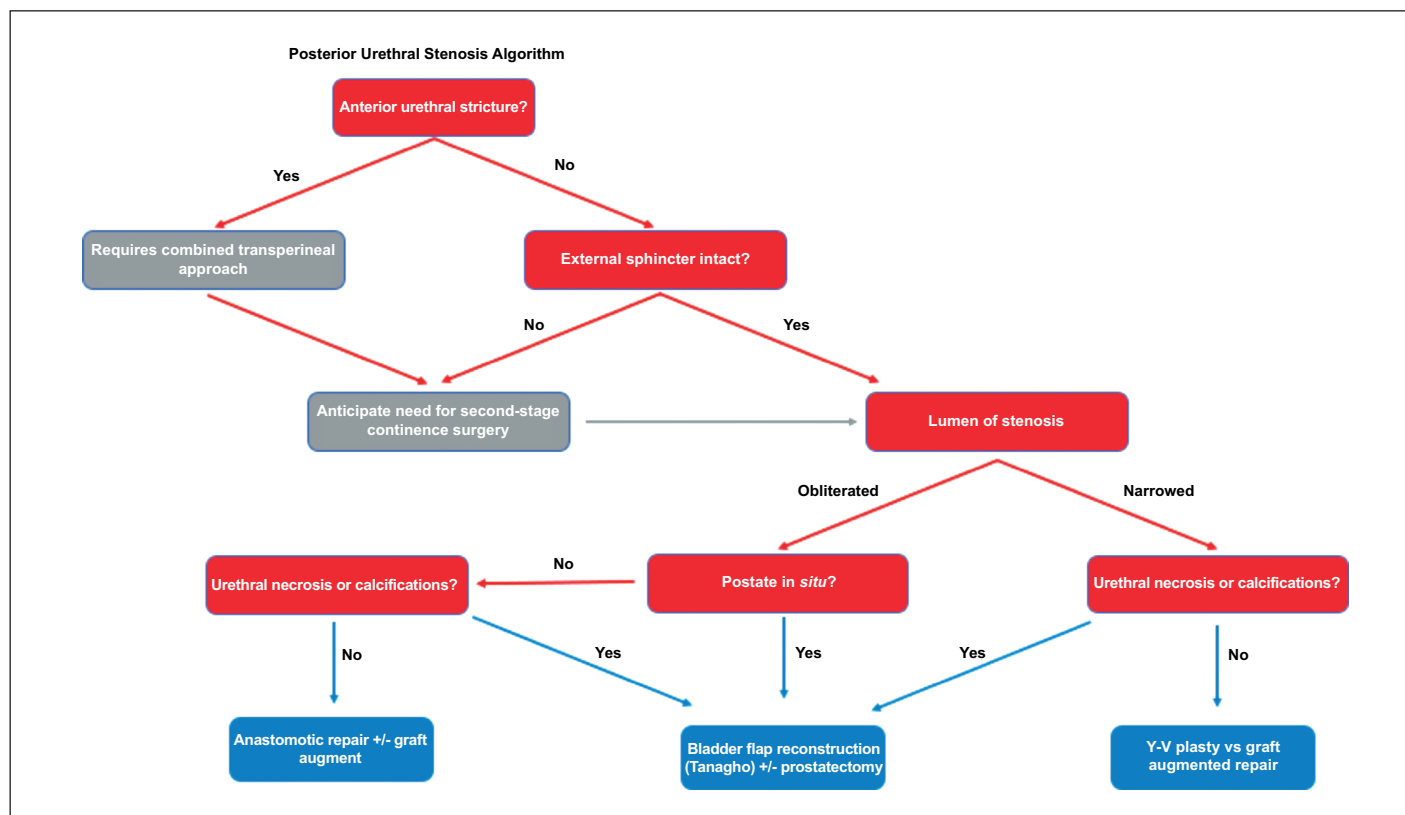 Posterior Urethral Stenosis Algorithm
Anterior urethral stricture?
Yes
No
Requires combined transperineal
approach
External sphincter intact?
No
Yes
Anticipate need for second-stage
continence surgery
Lumen of stenosis
Obliterated
Narrowed
Urethral necrosis or calcifications?
No
Postate in situ?
Urethral necrosis or calcifications?
No
Yes
Yes
Yes
No
Anastomotic repair +/- graft
augment
Bladder flap reconstruction
(Tanagho) +/- prostatectomy
Y-V plasty vs graft
augmented repair